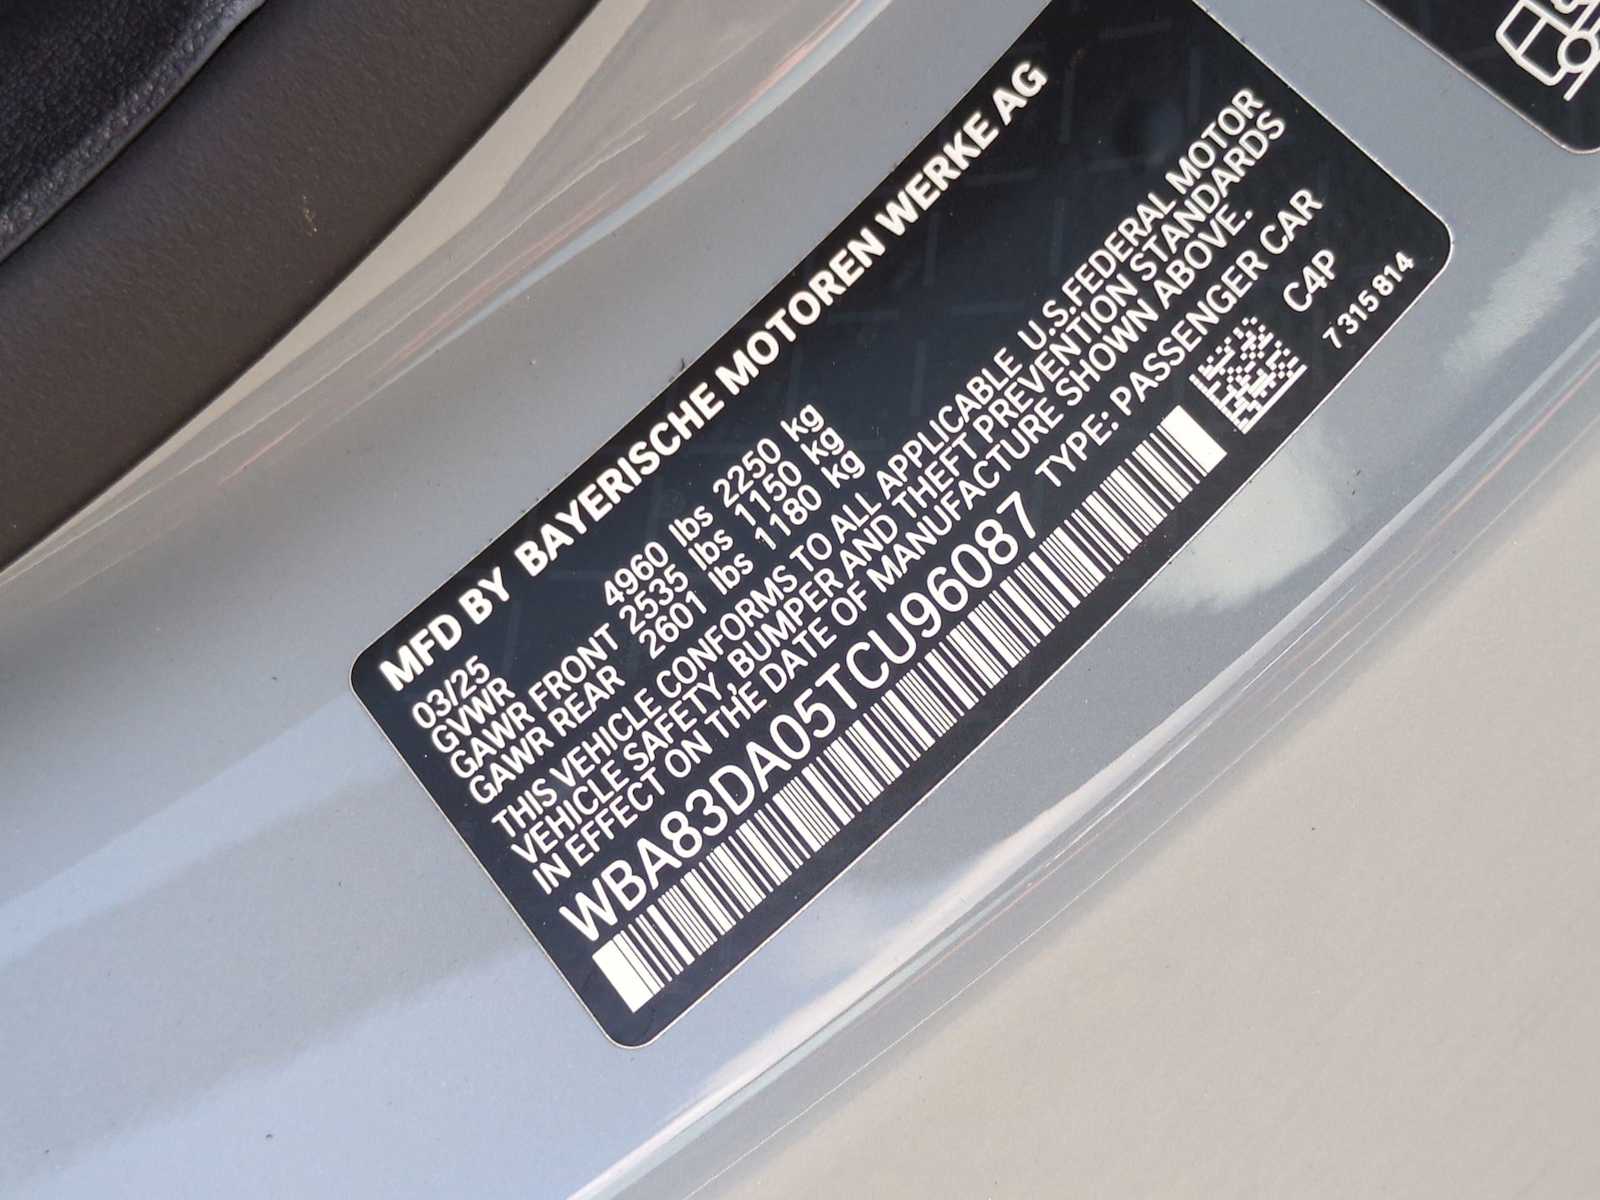 MFD BY BAYERISCHE MOTOREN WERKE AG
03/25
GVWR 4960 lbs 2250 kg
GAWR FRONT 2535 lbs 1150 kg
GAWR REAR 2601 lbs 1180 kg
THIS VEHICLE CONFORMS TO ALL APPLICABLE U.S.FEDERAL MOTOR
VEHICLE SAFETY, BUMPER AND THEFT PREVENTION STANDARDS
IN EFFECT ON THE DATE OF MANUFACTURE SHOWN ABOVE.
WBA83DA05TCU96087 TYPE: PASSENGER CAR
C4P
7 315 814